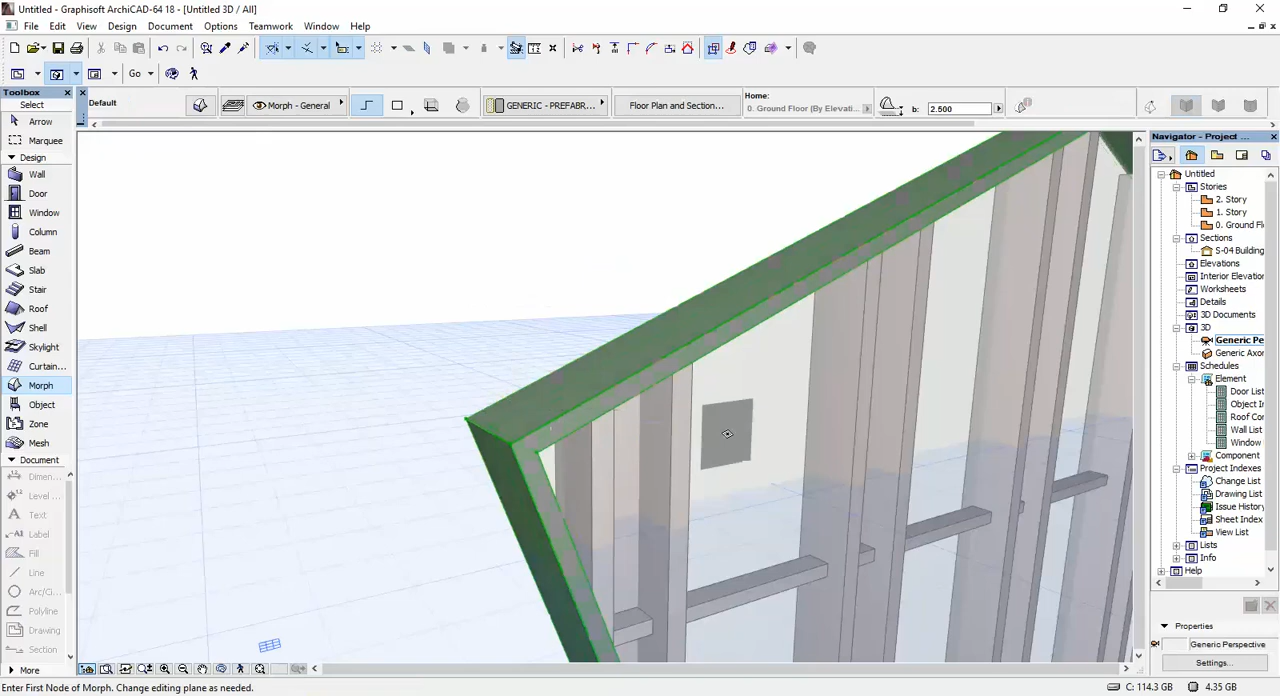 Untitled - Graphisoft ArchiCAD-64 18 - [Untitled 3D / All]
File Edit View Design Document Options Teamwork Window Help
Go
Toolbox
Select
Arrow
Marquee
Design
Wall
Door
Window
Column
Beam
Slab
Stair
Roof
Shell
Skylight
Curtain...
Morph
Object
Zone
Mesh
Document
Dimen...
Level ...
Text
Label
Fill
Line
Arc/Ci...
Polyline
Drawing
Section
More
Default
Morph - General
GENERIC - PREFABR...
Floor Plan and Section...
Home:
0. Ground Floor (By Elevati...
b: 2.500
Navigator - Project ...
Untitled
Stories
2. Story
1. Story
0. Ground Fl
Sections
S-04 Building
Elevations
Interior Elevation
Worksheets
Details
3D Documents
3D
Generic Pe
Generic Axor
Schedules
Element
Door List
Object In
Roof Cor
Wall List
Window
Component
Project Indexes
Change List
Drawing List
Issue History
Sheet Index
View List
Lists
Info
Help
Properties
Generic Perspective
Settings...
Enter First Node of Morph. Change editing plane as needed.
C: 114.3 GB
4.35 GB